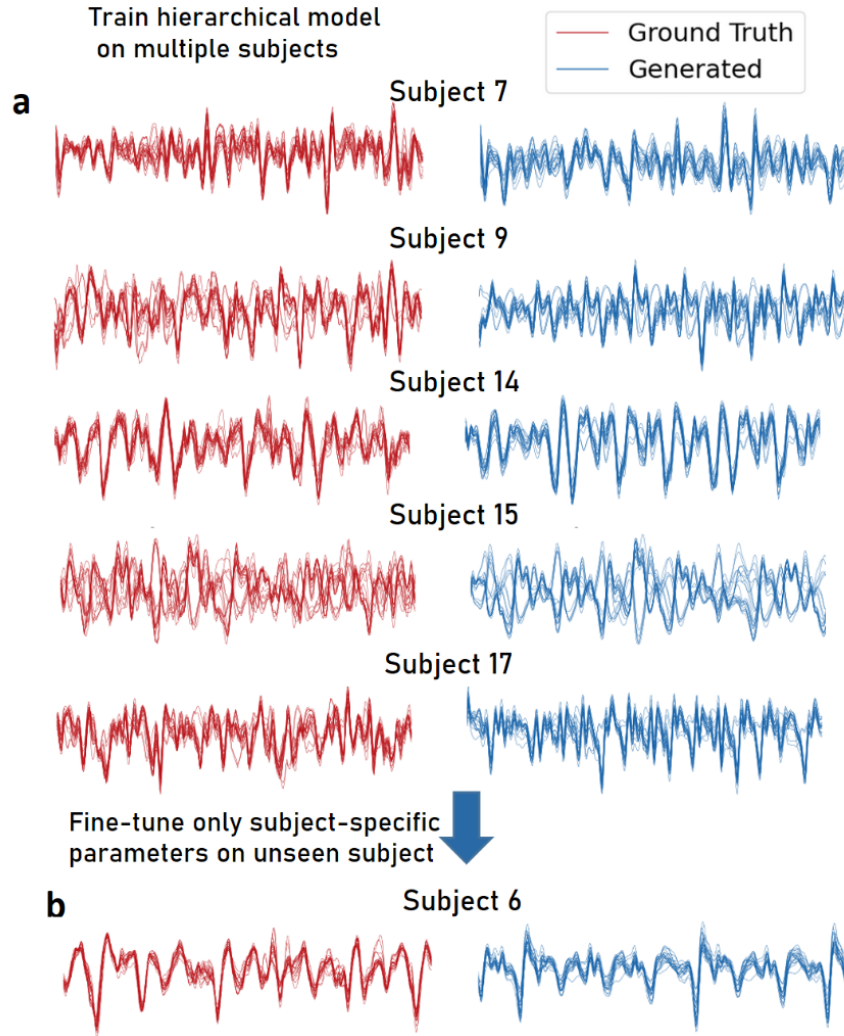 Train hierarchical model
on multiple subjects
Ground Truth
Generated
a
Subject 7
Subject 9
Subject 14
Subject 15
Subject 17
Fine-tune only subject-specific
parameters on unseen subject
b
Subject 6